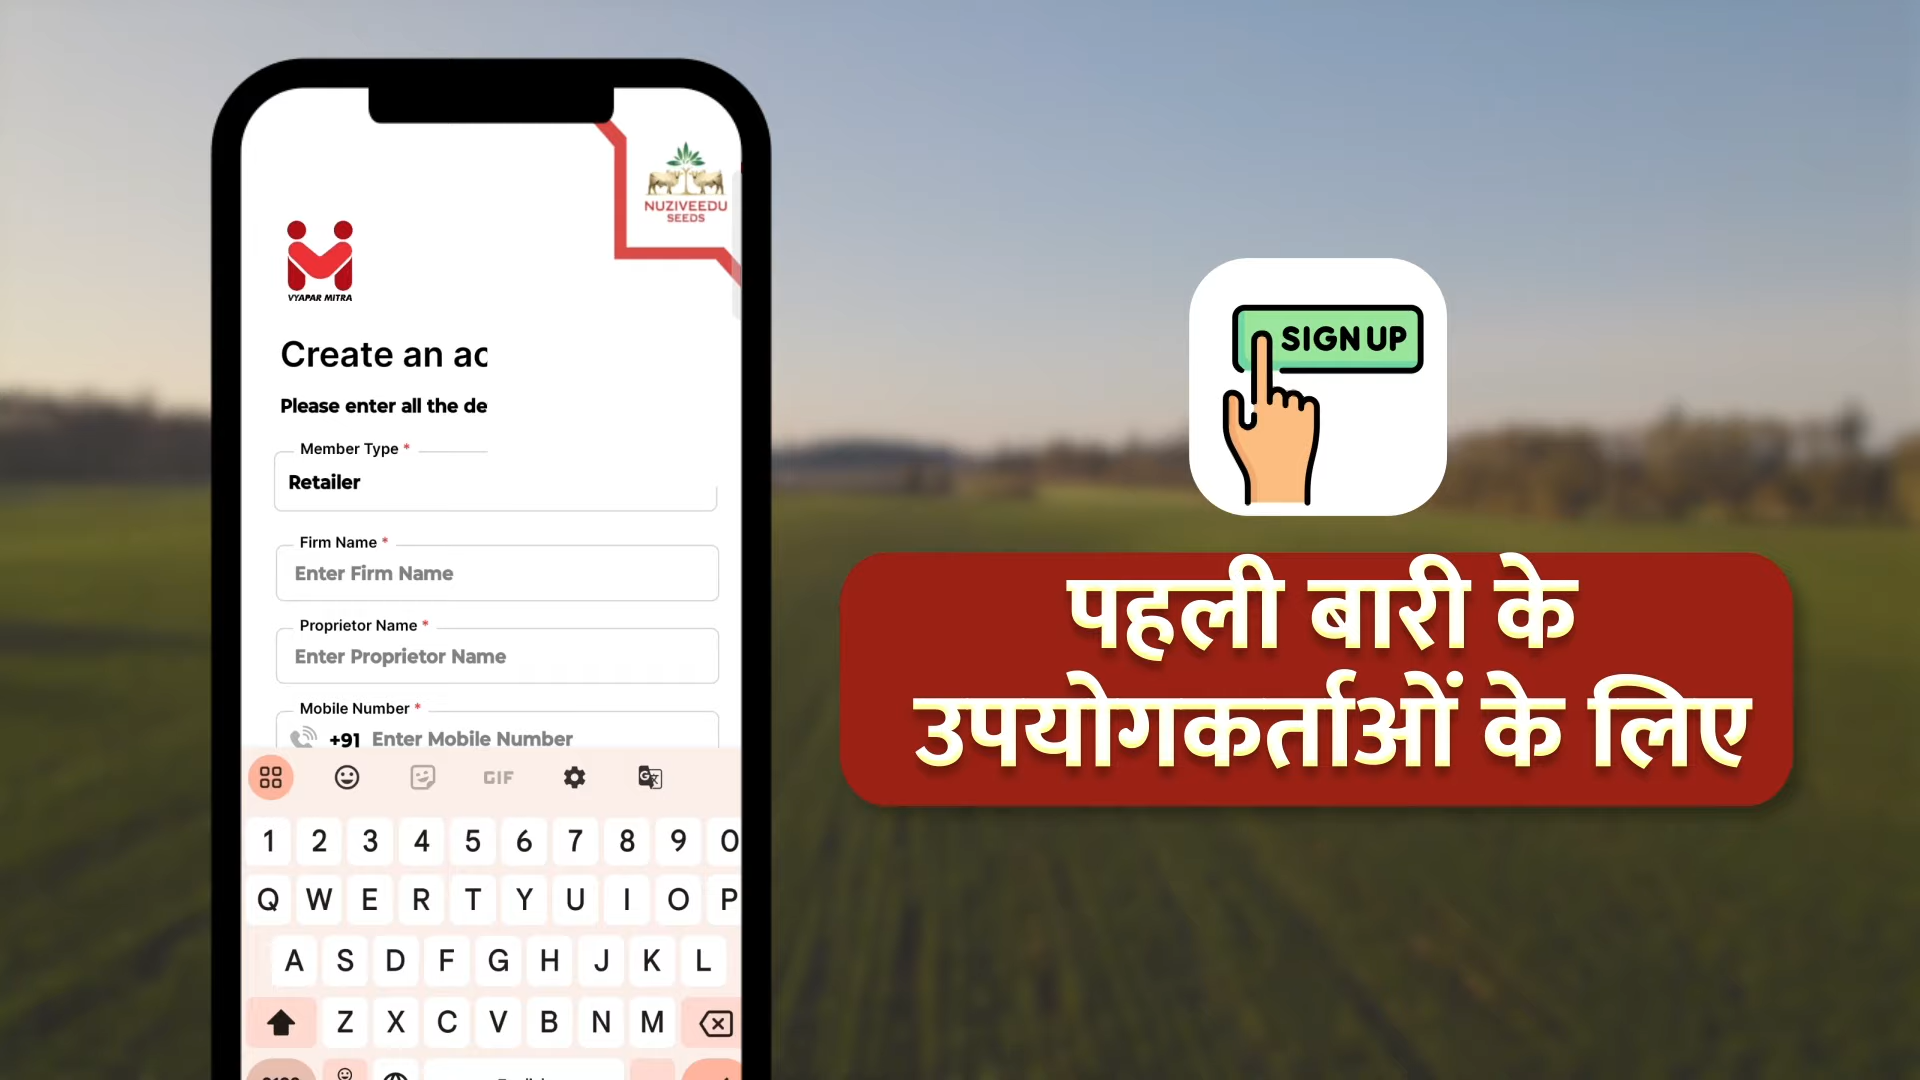 NUZIVEEDU
SEEDS
VYAPAR MITRA
Create an ac
Please enter all the de
Member Type *
Retailer
Firm Name *
Enter Firm Name
Proprietor Name *
Enter Proprietor Name
Mobile Number *
+91 Enter Mobile Number
GIF
1 2 3 4 5 6 7 8 9 0
Q W E R T Y U I O P
A S D F G H J K L
Z X C V B N M
SIGN UP
पहली बारी के
उपयोगकर्ताओं के लिए